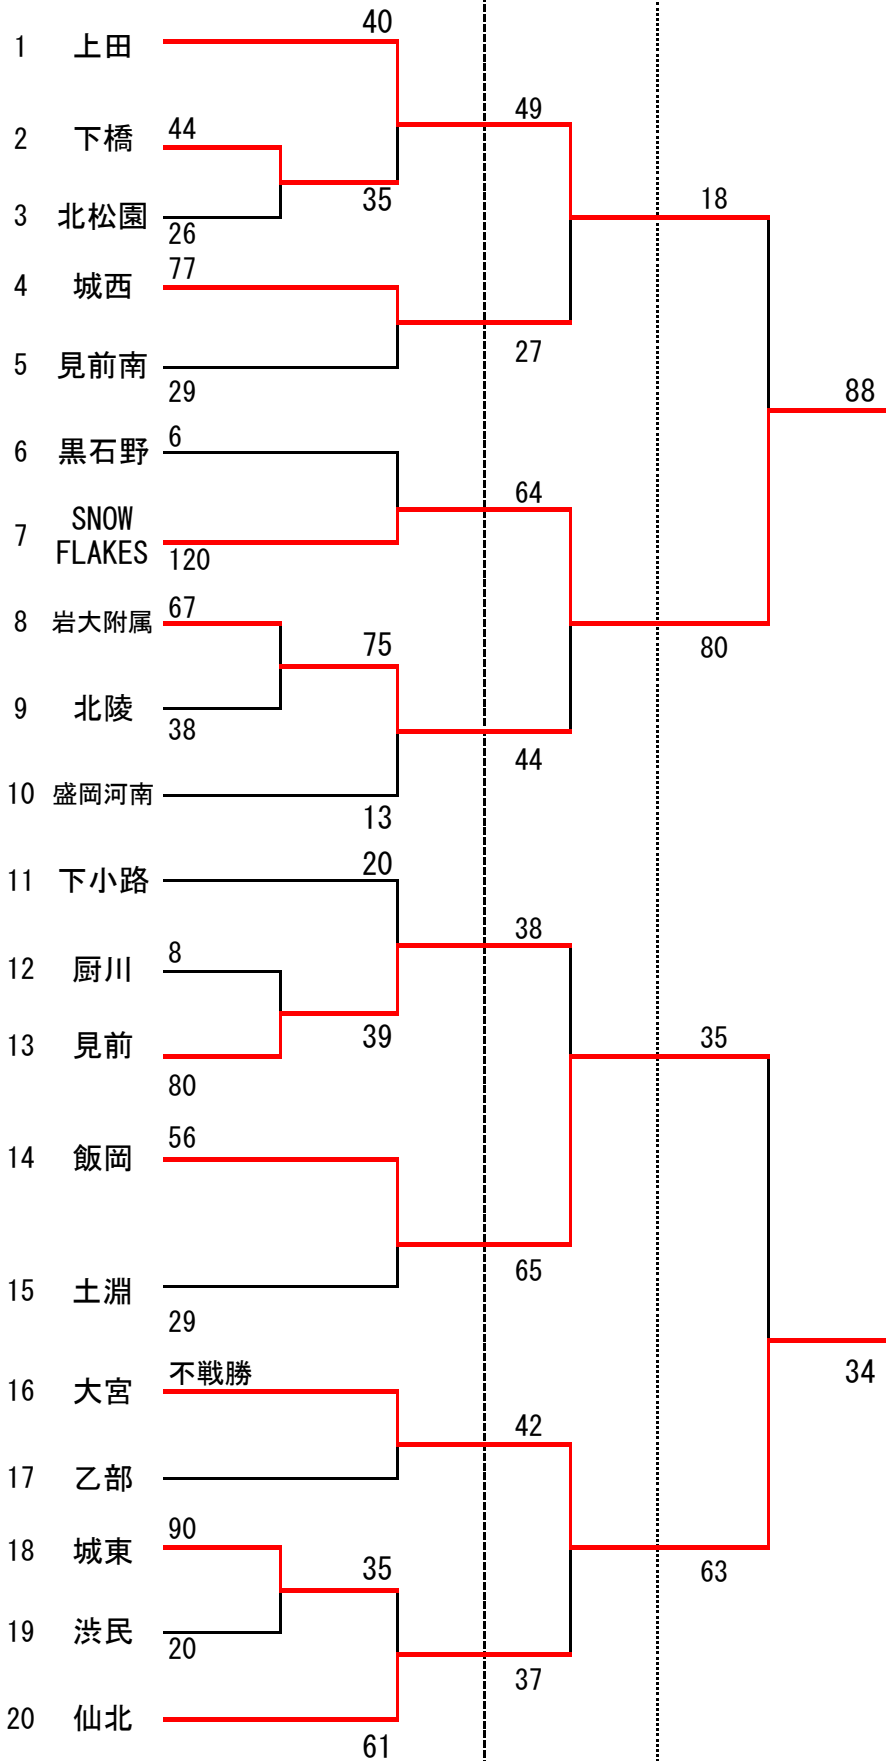 40
1 上田
49
2 下橋 44
18
35
3 北松園
26
77
4 城西
27
5 見前南
29
88
6 黒石野 6
64
7 SNOW
FLAKES
120
8 岩大附属 67
75
80
9 北陵
38
44
10 盛岡河南
13
20
11 下小路
38
12 厨川 8
39
35
13 見前
80
56
14 飯岡
65
15 土淵
29
不戦勝
34
16 大宮
42
17 乙部
90
18 城東
35
63
19 渋民
20
37
20 仙北
61